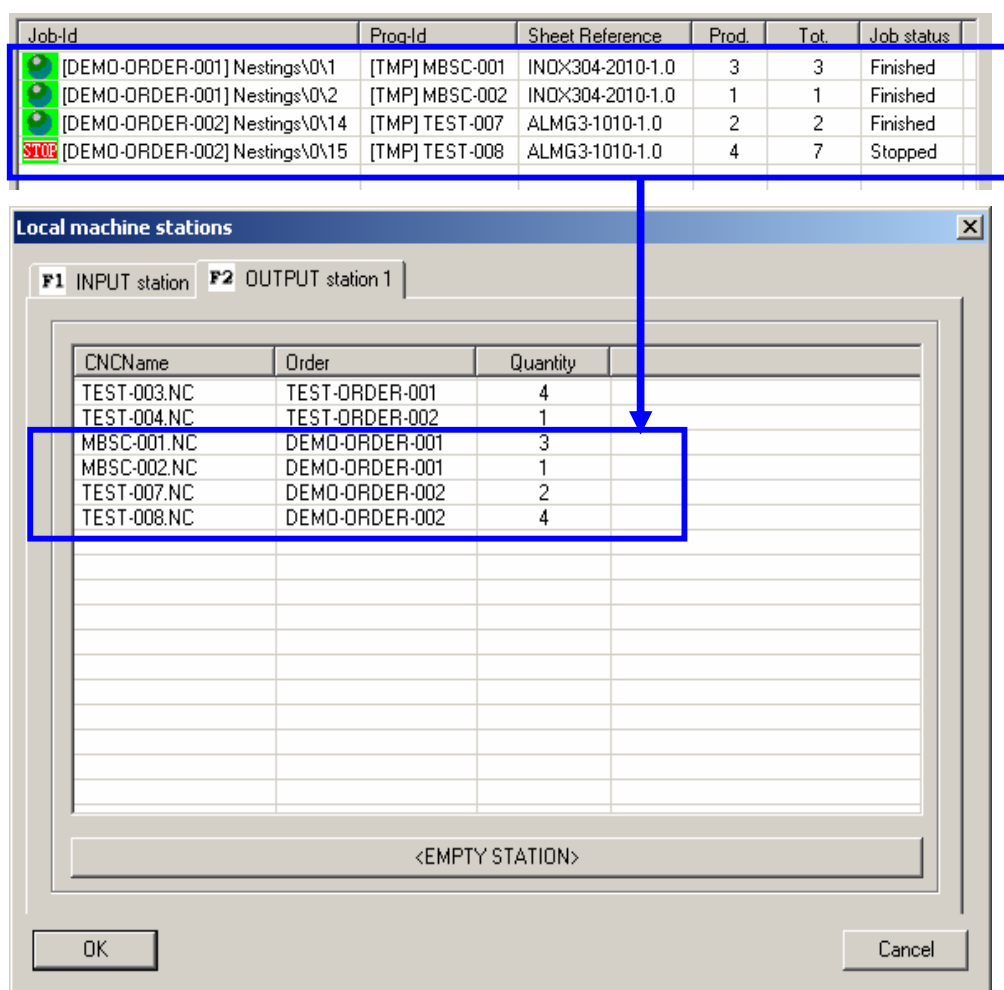 Job-Id Prog-Id Sheet Reference Prod. Tot. Job status
[DEMO-ORDER-001] Nestings\0\1 [TMP] MBSC-001 INOX304-2010-1.0 3 3 Finished
[DEMO-ORDER-001] Nestings\0\2 [TMP] MBSC-002 INOX304-2010-1.0 1 1 Finished
[DEMO-ORDER-002] Nestings\0\14 [TMP] TEST-007 ALMG3-1010-1.0 2 2 Finished
STOP [DEMO-ORDER-002] Nestings\0\15 [TMP] TEST-008 ALMG3-1010-1.0 4 7 Stopped
Local machine stations
F1 INPUT station F2 OUTPUT station 1
CNCName Order Quantity
TEST-003.NC TEST-ORDER-001 4
TEST-004.NC TEST-ORDER-002 1
MBSC-001.NC DEMO-ORDER-001 3
MBSC-002.NC DEMO-ORDER-001 1
TEST-007.NC DEMO-ORDER-002 2
TEST-008.NC DEMO-ORDER-002 4
<EMPTY STATION>
OK Cancel